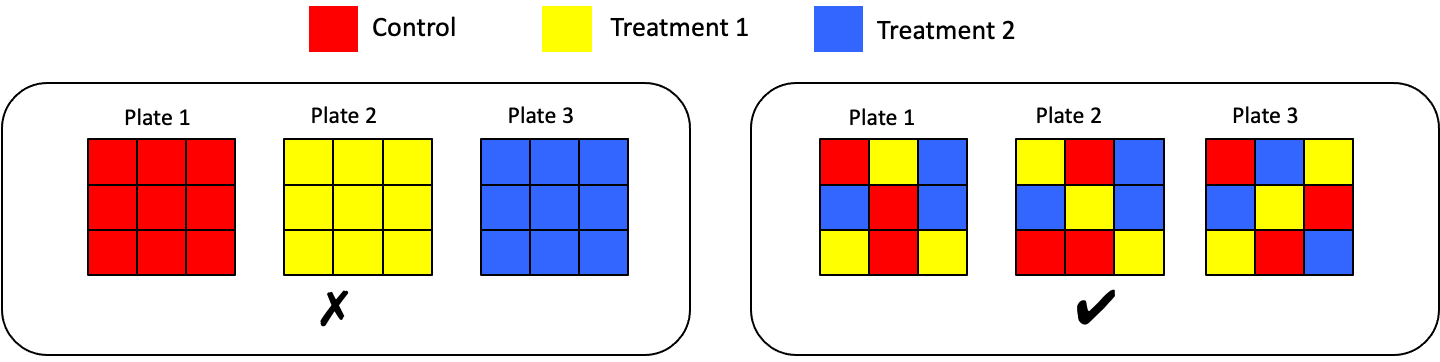 Control
Treatment 1
Treatment 2
Plate 1
Plate 2
Plate 3
✗
Plate 1
Plate 2
Plate 3
✔